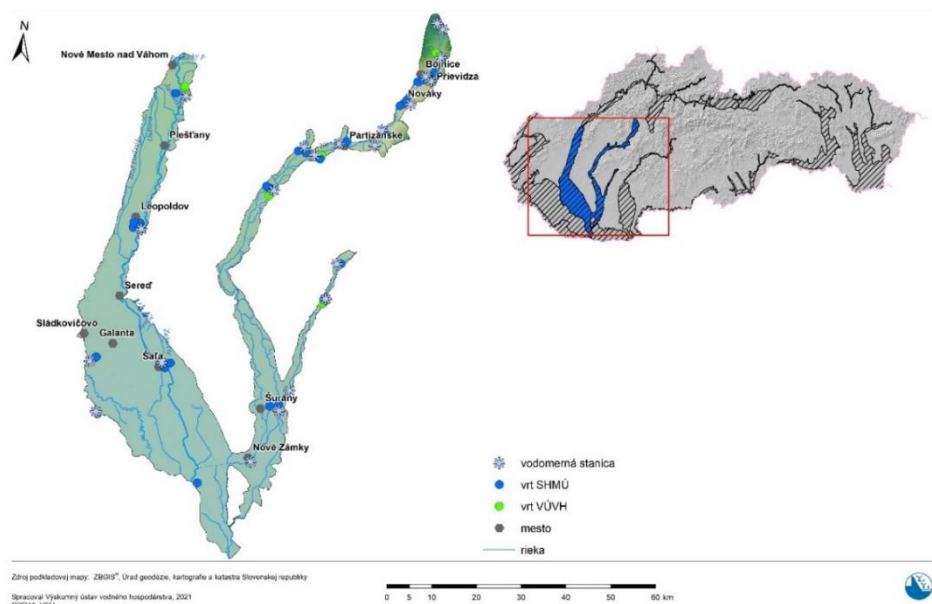 N
Nové Mesto nad Váhom
Bojnice
Prievidza
Nováky
Partizánske
Piešťany
Leopoldov
Sereď
Sládkovičovo
Galanta
Šaľa
Šurany
Nové Zámky
vodomerná stanica
vrt SHMÚ
vrt VÚVH
mesto
rieka
Zdroj podkladovej mapy: ZBGIS®, Úrad geodézie, kartografie a katastra Slovenskej republiky
Spracoval Výskumný ústav vodného hospodárstva, 2021
0 5 10 20 30 40 50 60 km